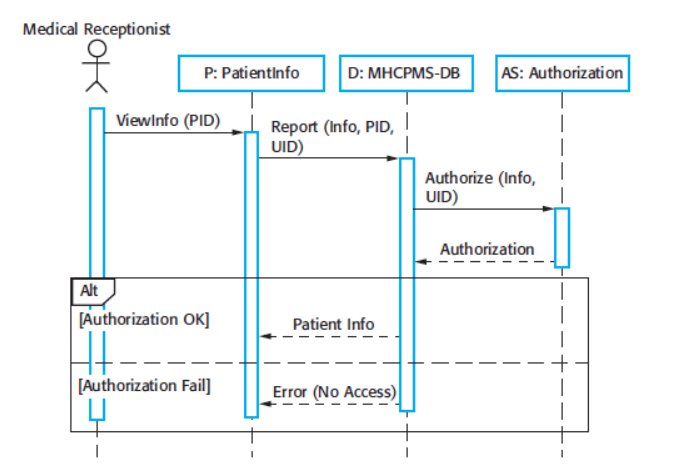 Medical Receptionist
P: PatientInfo
D: MHCPMS-DB
AS: Authorization
ViewInfo (PID)
Report (Info, PID,
UID)
Authorize (Info,
UID)
Authorization
Alt
[Authorization OK]
Patient Info
[Authorization Fail]
Error (No Access)